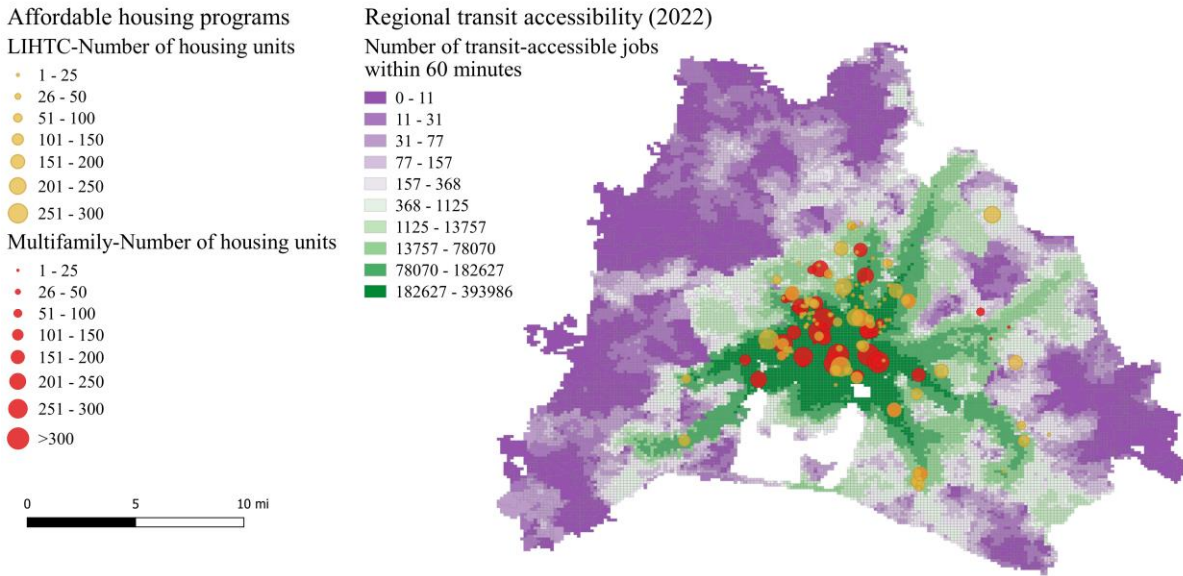 Affordable housing programs
LIHTC-Number of housing units
1 - 25
26 - 50
51 - 100
101 - 150
151 - 200
201 - 250
251 - 300
Multifamily-Number of housing units
1 - 25
26 - 50
51 - 100
101 - 150
151 - 200
201 - 250
251 - 300
>300
0 5 10 mi
Regional transit accessibility (2022)
Number of transit-accessible jobs
within 60 minutes
0 - 11
11 - 31
31 - 77
77 - 157
157 - 368
368 - 1125
1125 - 13757
13757 - 78070
78070 - 182627
182627 - 393986